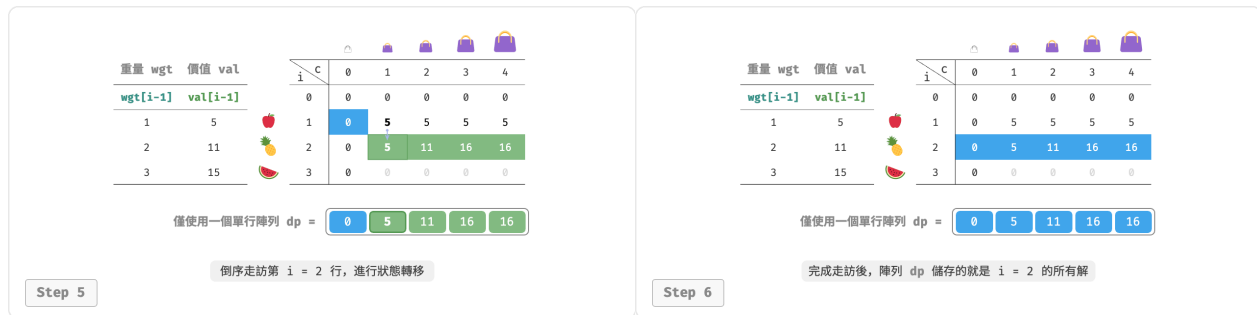 重量 wgt 價值 val
c
i
0 1 2 3 4
wgt[i-1] val[i-1]
0 0 0 0 0 0
1 5 1 0 5 5 5 5
2 11 2 0 5 11 16 16
3 15 3 0 0 0 0 0
僅使用一個單行陣列 dp = 0 5 11 16 16
倒序走訪第 i = 2 行，進行狀態轉移
Step 5
重量 wgt 價值 val
c
i
0 1 2 3 4
wgt[i-1] val[i-1]
0 0 0 0 0 0
1 5 1 0 5 5 5 5
2 11 2 0 5 11 16 16
3 15 3 0 0 0 0 0
僅使用一個單行陣列 dp = 0 5 11 16 16
完成走訪後，陣列 dp 儲存的就是 i = 2 的所有解
Step 6